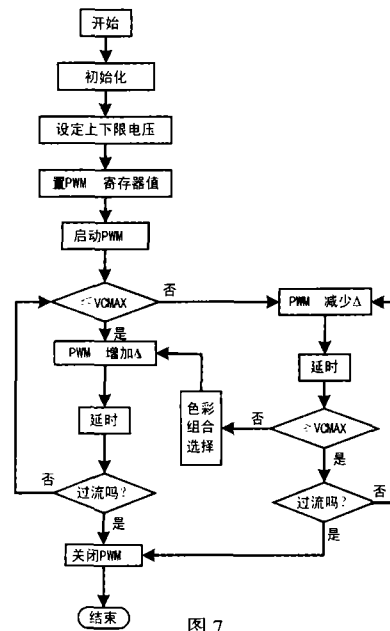 开始
初始化
设定上下限电压
置PWM 寄存器值
启动PWM
≤VCMAX
否
是
PWM 增加Δ
延时
过流吗?
否
是
关闭PWM
结束
PWM 减少Δ
延时
VCMAX
否
是
色彩
组合
选择
过流吗?
否
是
图 7